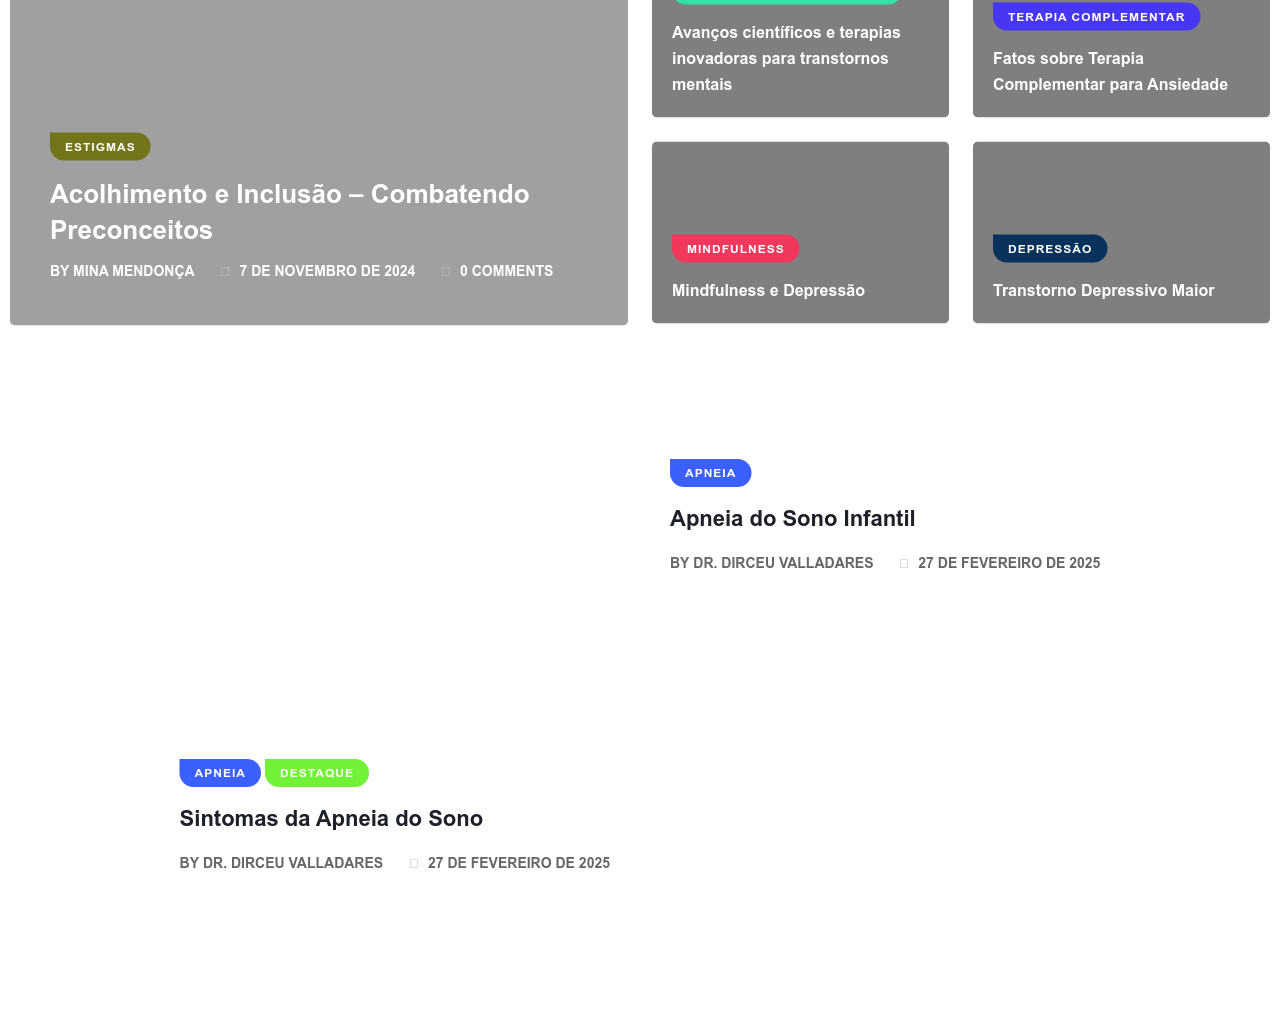 ESTIGMAS
Acolhimento e Inclusão – Combatendo
Preconceitos
BY MINA MENDONÇA 7 DE NOVEMBRO DE 2024 0 COMMENTS
Avanços científicos e terapias
inovadoras para transtornos
mentais
TERAPIA COMPLEMENTAR
Fatos sobre Terapia
Complementar para Ansiedade
MINDFULNESS
Mindfulness e Depressão
DEPRESSÃO
Transtorno Depressivo Maior
APNEIA
Apneia do Sono Infantil
BY DR. DIRCEU VALLADARES 27 DE FEVEREIRO DE 2025
APNEIA DESTAQUE
Sintomas da Apneia do Sono
BY DR. DIRCEU VALLADARES 27 DE FEVEREIRO DE 2025